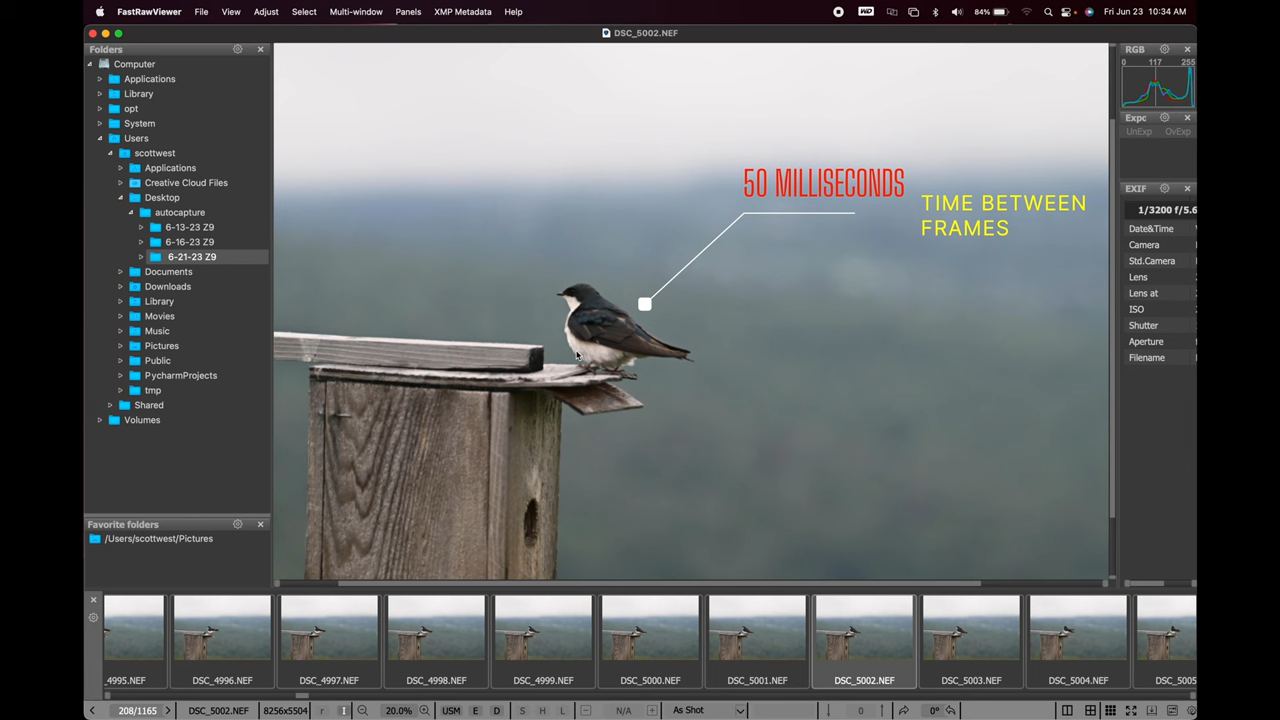 FastRawViewer File View Adjust Select Multi-window Panels XMP Metadata Help
WD 84% Fri Jun 23 10:34 AM
DSC_5002.NEF
Folders
Computer
Applications
Library
opt
System
Users
scottwest
Applications
Creative Cloud Files
Desktop
autocapture
6-13-23 Z9
6-16-23 Z9
6-21-23 Z9
Documents
Downloads
Library
Movies
Music
Pictures
Public
PycharmProjects
tmp
Shared
Volumes
Favorite folders
/Users/scottwest/Pictures
50 MILLISECONDS
TIME BETWEEN
FRAMES
RGB
0 117 255
Expc
UnExp OvExp
EXIF
1/3200 f/5.6
Date&Time
Camera
Std.Camera
Lens
Lens at
ISO
Shutter
Aperture
Filename
_4995.NEF DSC_4996.NEF DSC_4997.NEF DSC_4998.NEF DSC_4999.NEF DSC_5000.NEF DSC_5001.NEF DSC_5002.NEF DSC_5003.NEF DSC_5004.NEF DSC_5005
208/1165 DSC_5002.NEF 8256x5504 r I 20.0% USM E D S H L N/A As Shot 0 0°